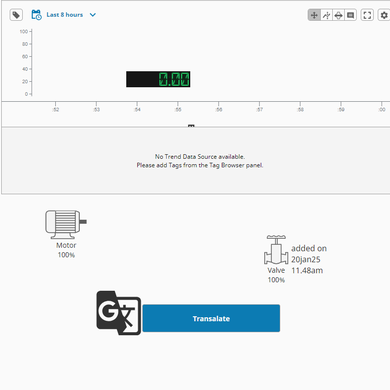 Last 8 hours
100
80
60
40
20
0
0.00
:52
:53
:54
:55
:56
:57
:58
:59
:00
No Trend Data Source available.
Please add Tags from the Tag Browser panel.
Motor
100%
added on
20jan25
11.48am
Valve
100%
G文
Transalate